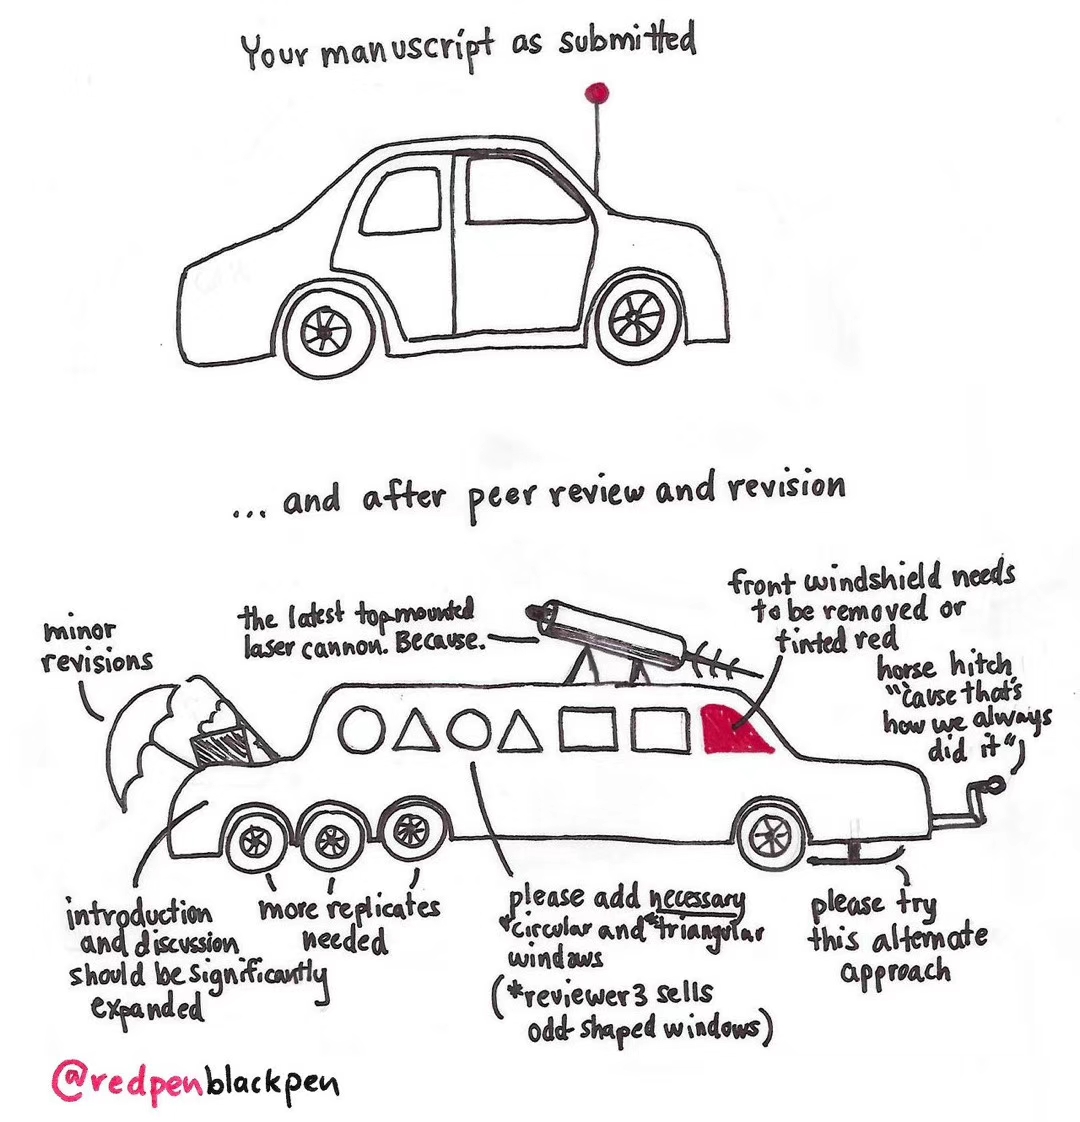 Your manuscript as submitted
... and after peer review and revision
minor
revisions
the latest top-mounted
laser cannon. Because.
front windshield needs
to be removed or
tinted red
horse hitch
"'cause that's
how we always
did it"
introduction
and discussion
should be significantly
expanded
more replicates
needed
please add necessary
*circular and *triangular
windows
(*reviewer 3 sells
odd-shaped windows)
please try
this alternate
approach
@redpenblackpen